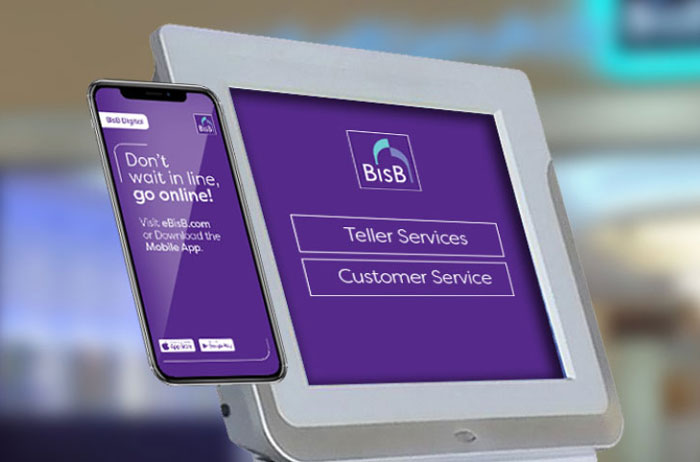 BisB Digital
BisB
Don't
wait in line,
go online!
Visit eBisB.com
or Download the
Mobile App.
App Store
Google Play
BisB
Teller Services
Customer Service
BisB